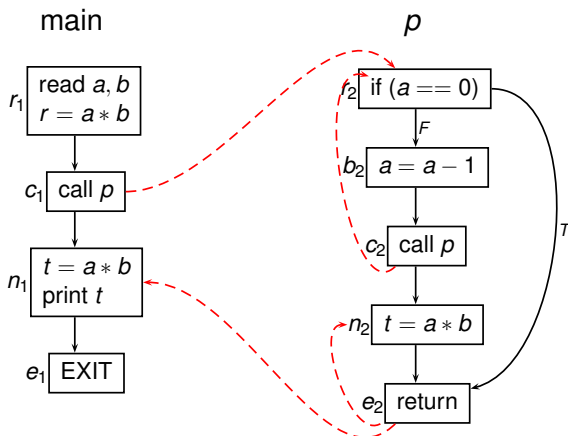 main
p
r1
read a, b
r = a ∗ b
c1
call p
n1
t = a ∗ b
print t
e1
EXIT
r2
if (a == 0)
F
T
b2
a = a − 1
c2
call p
n2
t = a ∗ b
e2
return